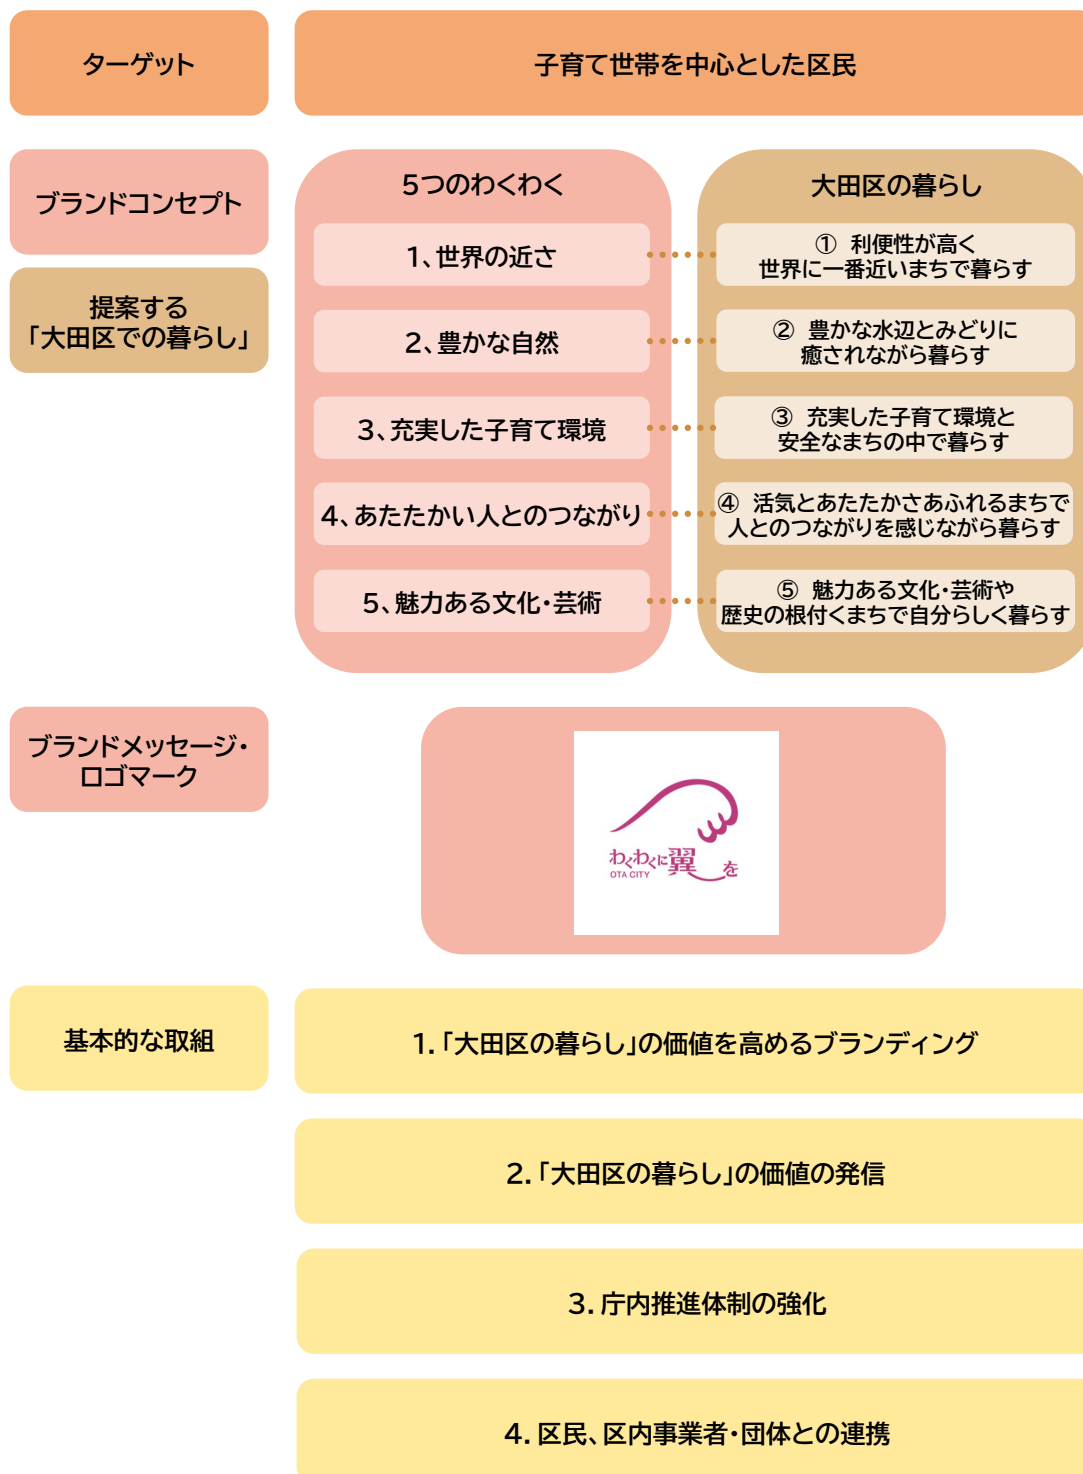 ターゲット
子育て世帯を中心とした区民
ブランドコンセプト
提案する
「大田区での暮らし」
5つのわくわく
1、世界の近さ
2、豊かな自然
3、充実した子育て環境
4、あたたかい人とのつながり
5、魅力ある文化・芸術
大田区の暮らし
① 利便性が高く
世界に一番近いまちで暮らす
② 豊かな水辺とみどりに
癒されながら暮らす
③ 充実した子育て環境と
安全なまちの中で暮らす
④ 活気とあたたかさあふれるまちで
人とのつながりを感じながら暮らす
⑤ 魅力ある文化・芸術や
歴史の根付くまちで自分らしく暮らす
ブランドメッセージ・
ロゴマーク
わくわくに翼を
OTA CITY
基本的な取組
1.「大田区の暮らし」の価値を高めるブランディング
2.「大田区の暮らし」の価値の発信
3. 庁内推進体制の強化
4. 区民、区内事業者・団体との連携